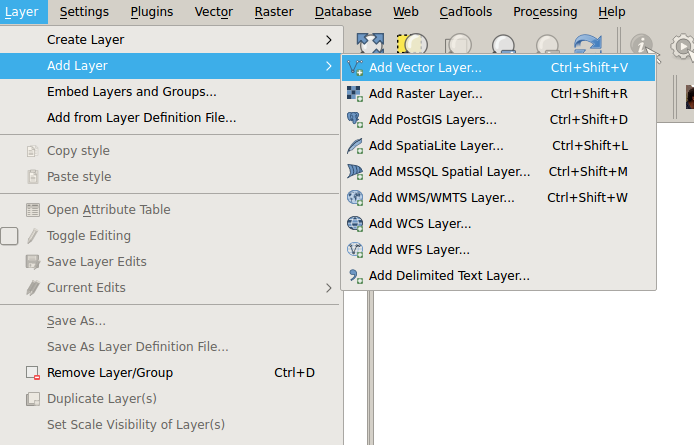 Layer Settings Plugins Vector Raster Database Web CadTools Processing Help
Create Layer
Add Layer
Embed Layers and Groups...
Add from Layer Definition File...
Copy style
Paste style
Open Attribute Table
Toggle Editing
Save Layer Edits
Current Edits
Save As...
Save As Layer Definition File...
Remove Layer/Group Ctrl+D
Duplicate Layer(s)
Set Scale Visibility of Layer(s)
Add Vector Layer... Ctrl+Shift+V
Add Raster Layer... Ctrl+Shift+R
Add PostGIS Layers... Ctrl+Shift+D
Add SpatiaLite Layer... Ctrl+Shift+L
Add MSSQL Spatial Layer... Ctrl+Shift+M
Add WMS/WMTS Layer... Ctrl+Shift+W
Add WCS Layer...
Add WFS Layer...
Add Delimited Text Layer...